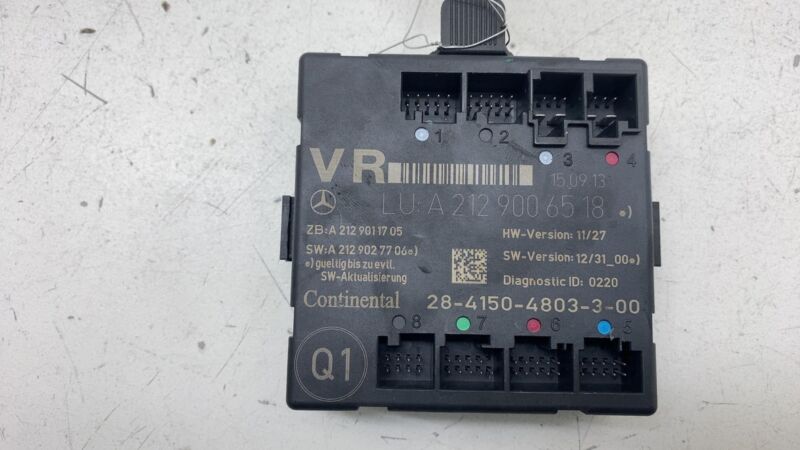 1 2 3 4
VR
15.09.13
LU: A 212 900 65 18 •)
ZB: A 212 901 17 05
HW-Version: 11/27
SW: A 212 902 77 06•)
SW-Version: 12/31_00•)
•) gueltig bis zu evtl.
SW-Aktualisierung
Diagnostic ID: 0220
Continental 28-4150-4803-3-00
8 7 6 5
Q1